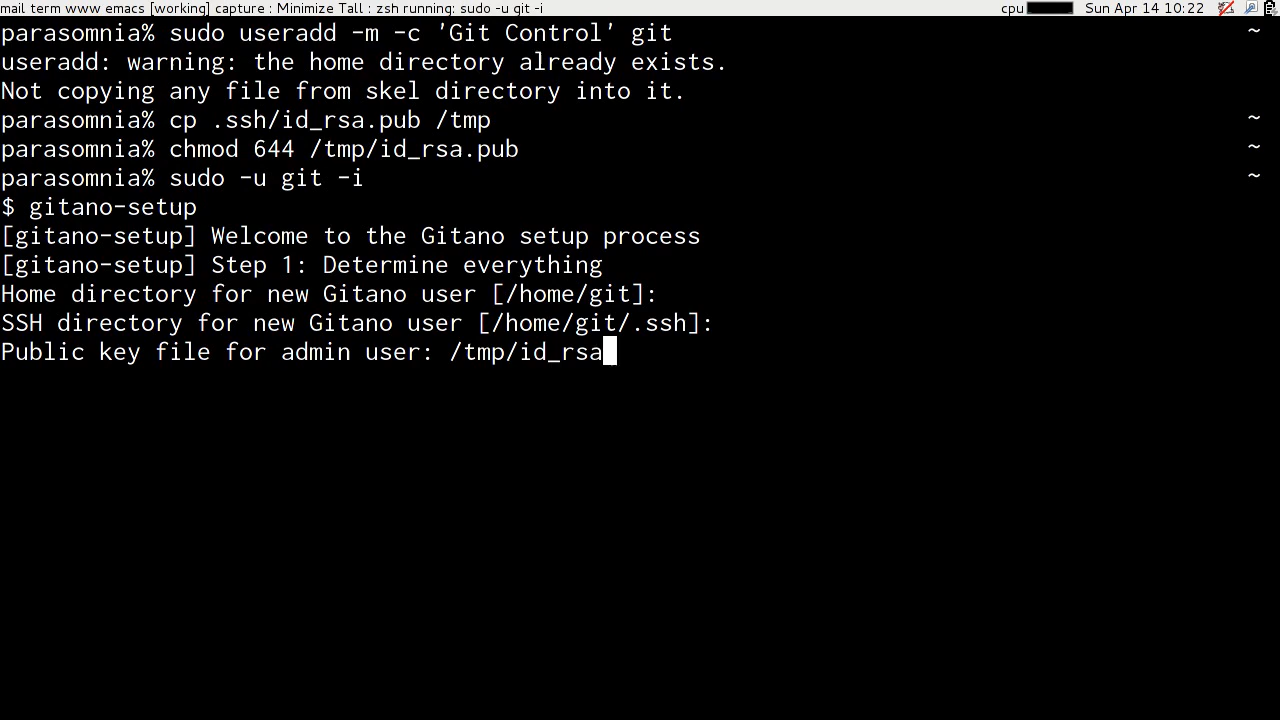 mail term www emacs [working] capture : Minimize Tall : zsh running: sudo -u git -i cpu Sun Apr 14 10:22
parasomnia% sudo useradd -m -c 'Git Control' git ~
useradd: warning: the home directory already exists.
Not copying any file from skel directory into it.
parasomnia% cp .ssh/id_rsa.pub /tmp ~
parasomnia% chmod 644 /tmp/id_rsa.pub ~
parasomnia% sudo -u git -i ~
$ gitano-setup
[gitano-setup] Welcome to the Gitano setup process
[gitano-setup] Step 1: Determine everything
Home directory for new Gitano user [/home/git]:
SSH directory for new Gitano user [/home/git/.ssh]:
Public key file for admin user: /tmp/id_rsa